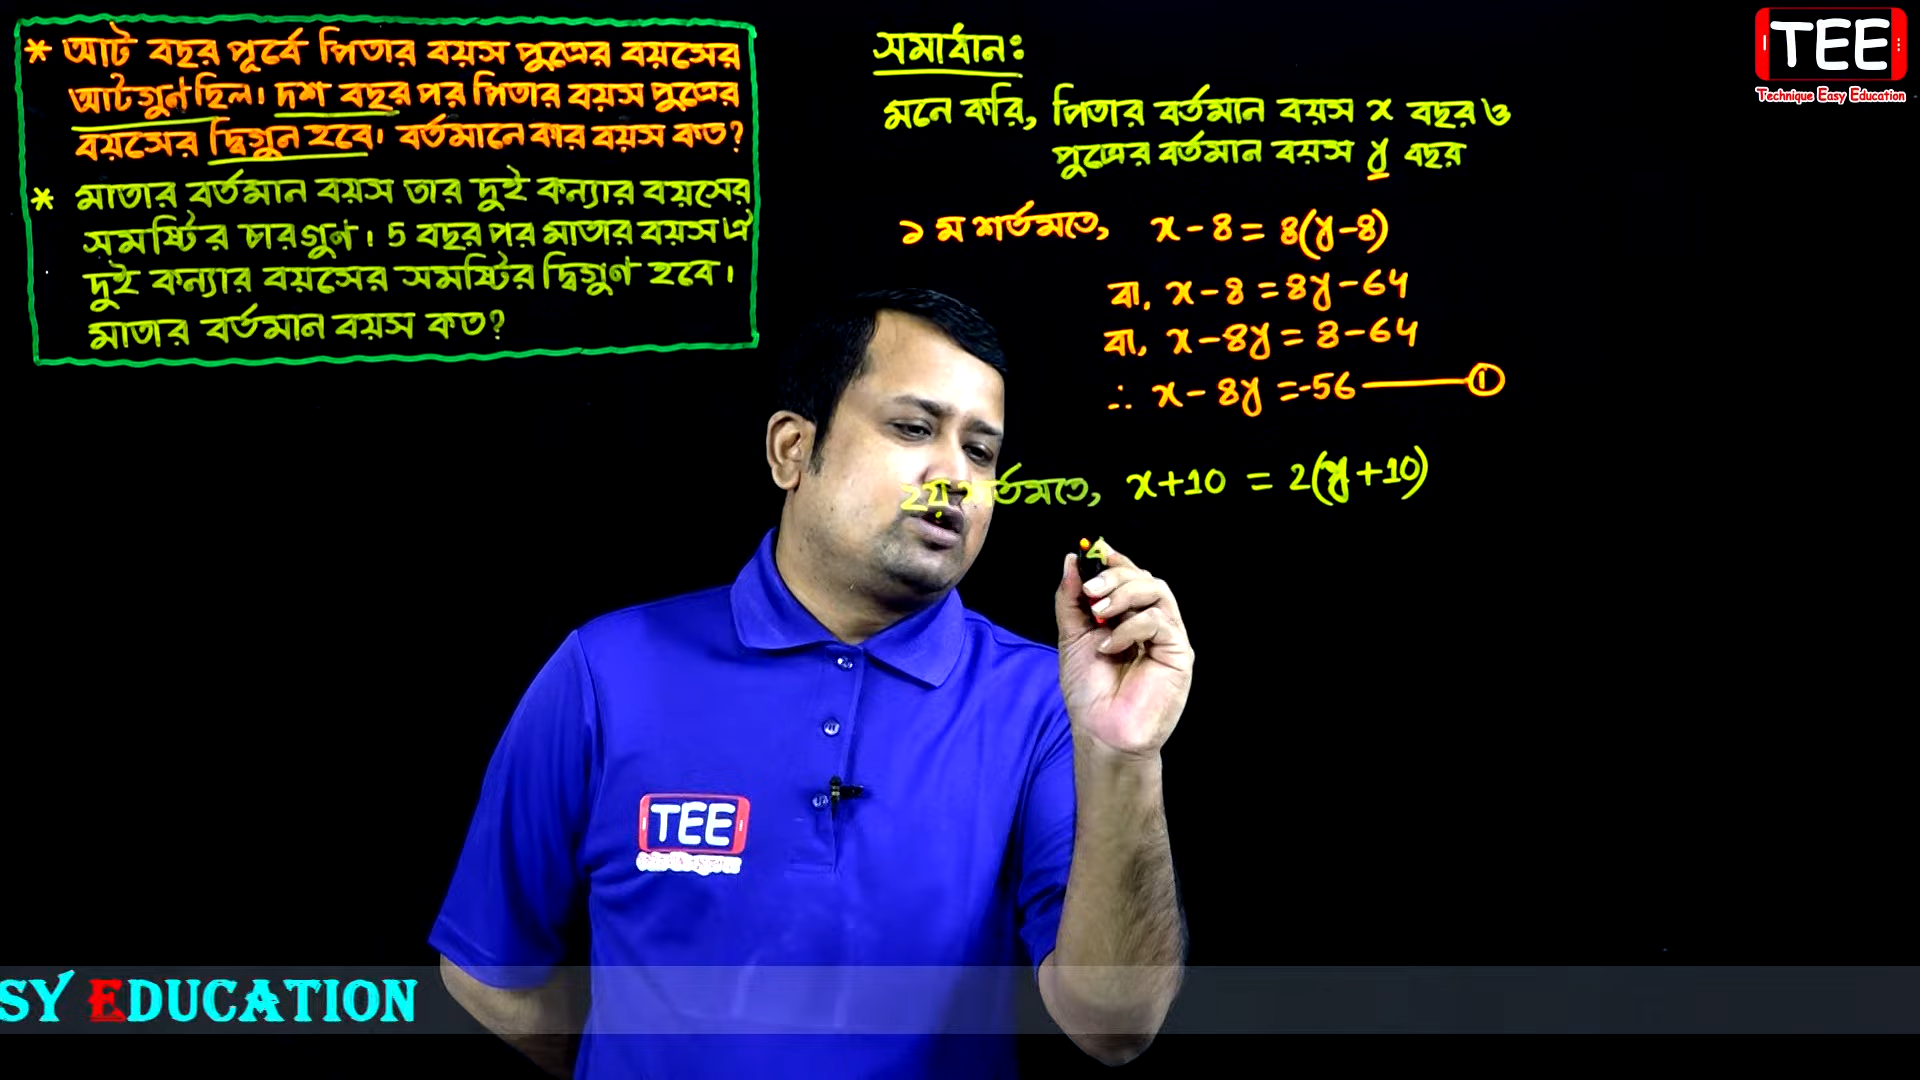 * আট বছর পূর্বে পিতার বয়স পুত্রের বয়সের
আটগুণ ছিল। দশ বছর পর পিতার বয়স পুত্রের
বয়সের দ্বিগুন হবে। বর্তমানে কার বয়স কত?
* মাতার বর্তমান বয়স তার দুই কন্যার বয়সের
সমষ্টির চারগুণ। 5 বছর পর মাতার বয়স ঐ
দুই কন্যার বয়সের সমষ্টির দ্বিগুণ হবে।
মাতার বর্তমান বয়স কত?
সমাধানঃ
মনে করি, পিতার বর্তমান বয়স x বছর ও
পুত্রের বর্তমান বয়স y বছর
১ম শর্তমতে, x-8 = 8(y-8)
বা, x-8 = 8y-64
বা, x-8y = 8-64
∴ x-8y = -56 ——— ①
2য় শর্তমতে, x+10 = 2(y+10)
TEE
Technique Easy Education
TEE
SY EDUCATION